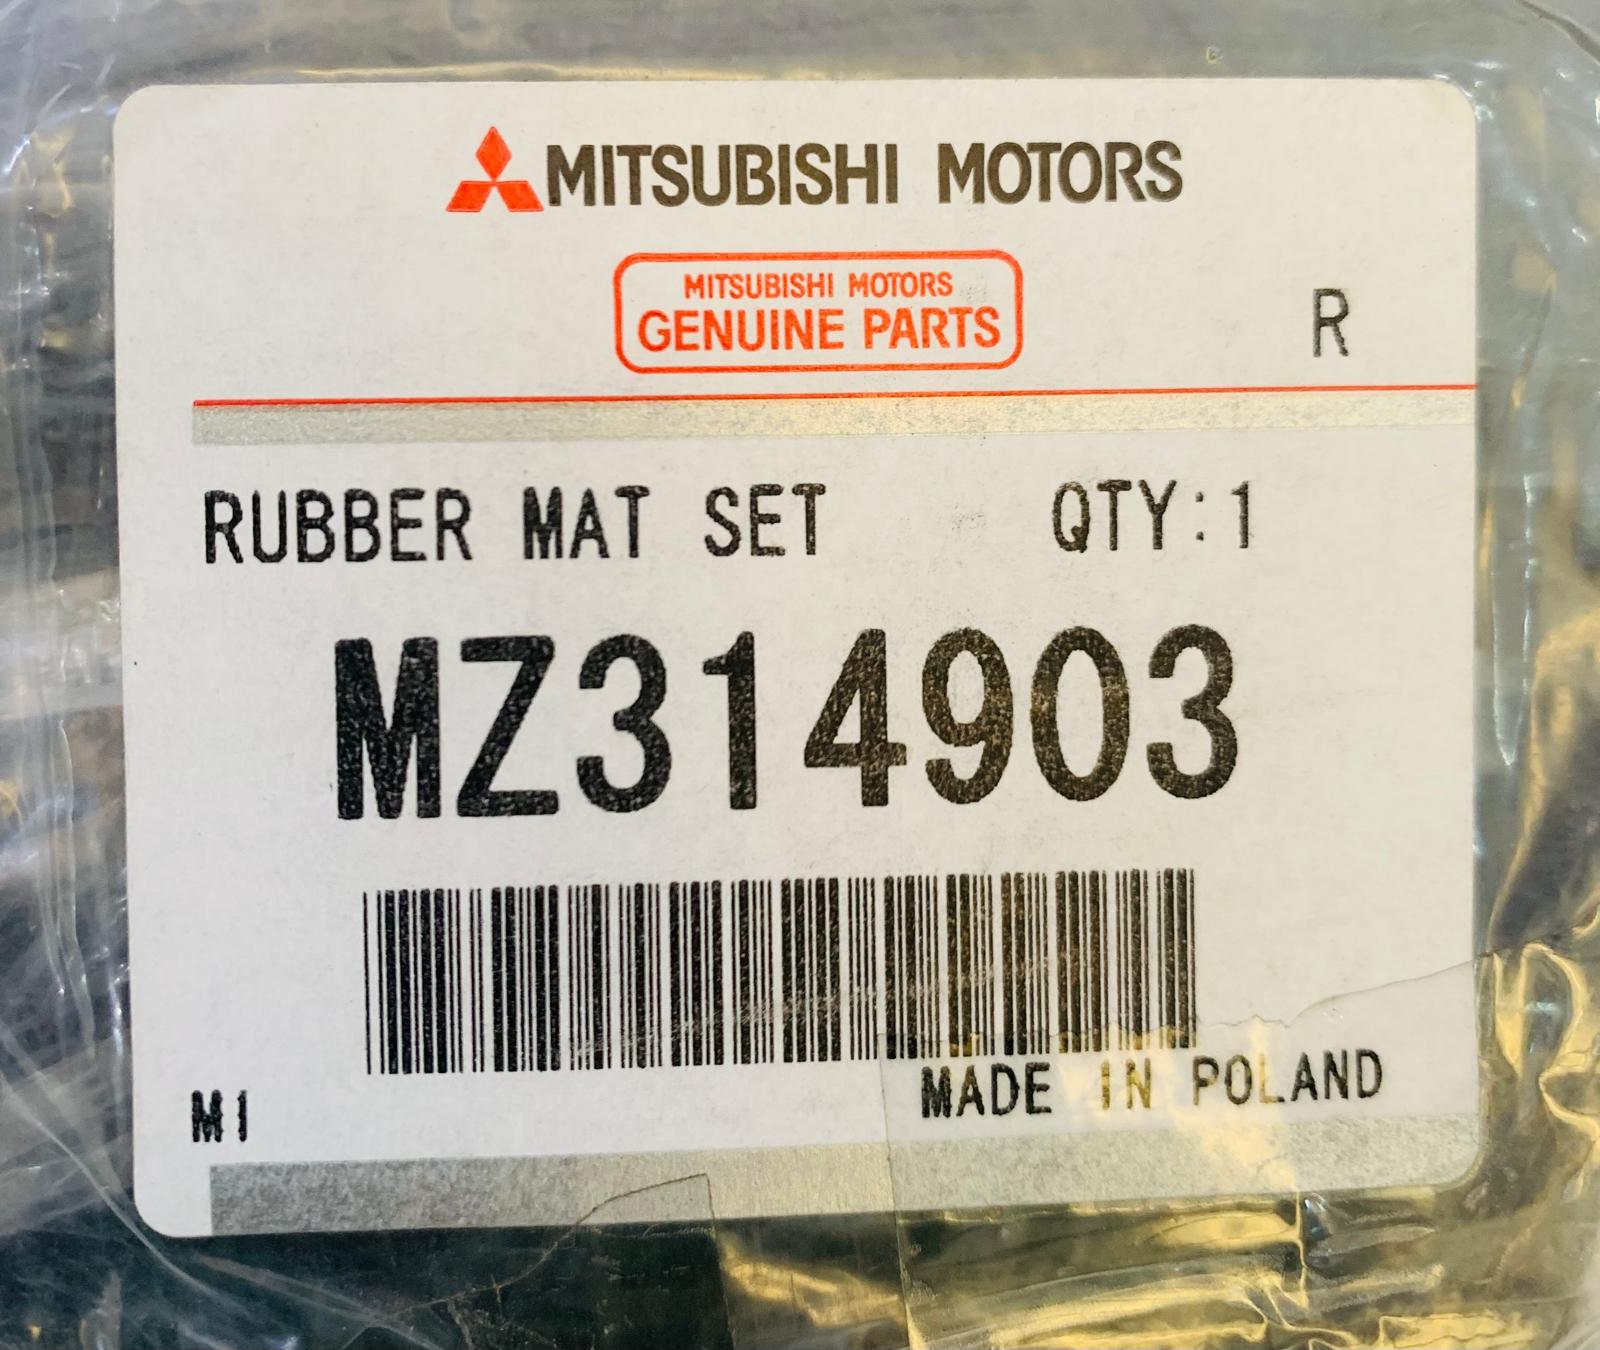 MITSUBISHI MOTORS
MITSUBISHI MOTORS
GENUINE PARTS
R
RUBBER MAT SET QTY:1
MZ314903
MADE IN POLAND
M1